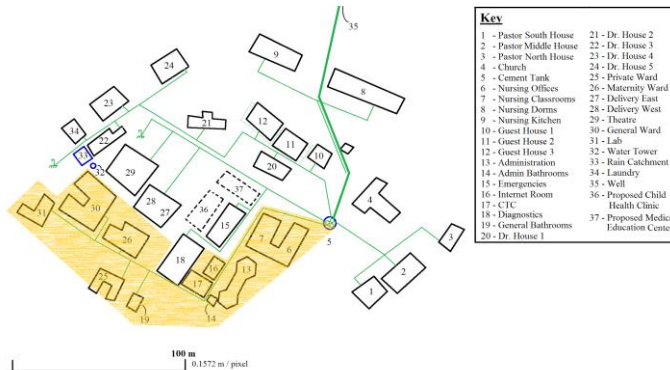 Key
1 - Pastor South House
2 - Pastor Middle House
3 - Pastor North House
4 - Church
5 - Cement Tank
6 - Nursing Offices
7 - Nursing Classrooms
8 - Nursing Dorms
9 - Nursing Kitchen
10 - Guest House 1
11 - Guest House 2
12 - Guest House 3
13 - Administration
14 - Admin Bathrooms
15 - Emergencies
16 - Internet Room
17 - CTC
18 - Diagnostics
19 - General Bathrooms
20 - Dr. House 1
21 - Dr. House 2
22 - Dr. House 3
23 - Dr. House 4
24 - Dr. House 5
25 - Private Ward
26 - Maternity Ward
27 - Delivery East
28 - Delivery West
29 - Theatre
30 - General Ward
31 - Lab
32 - Water Tower
33 - Rain Catchment
34 - Laundry
35 - Well
36 - Proposed Child
Health Clinic
37 - Proposed Medica
Education Center
35
9
24
8
23
34
22
21
12
11
10
33
32
29
20
37
28
27
36
15
4
31
30
26
7
6
5
3
18
16
13
17
2
1
25
19
14
100 m
0.1572 m / pixel